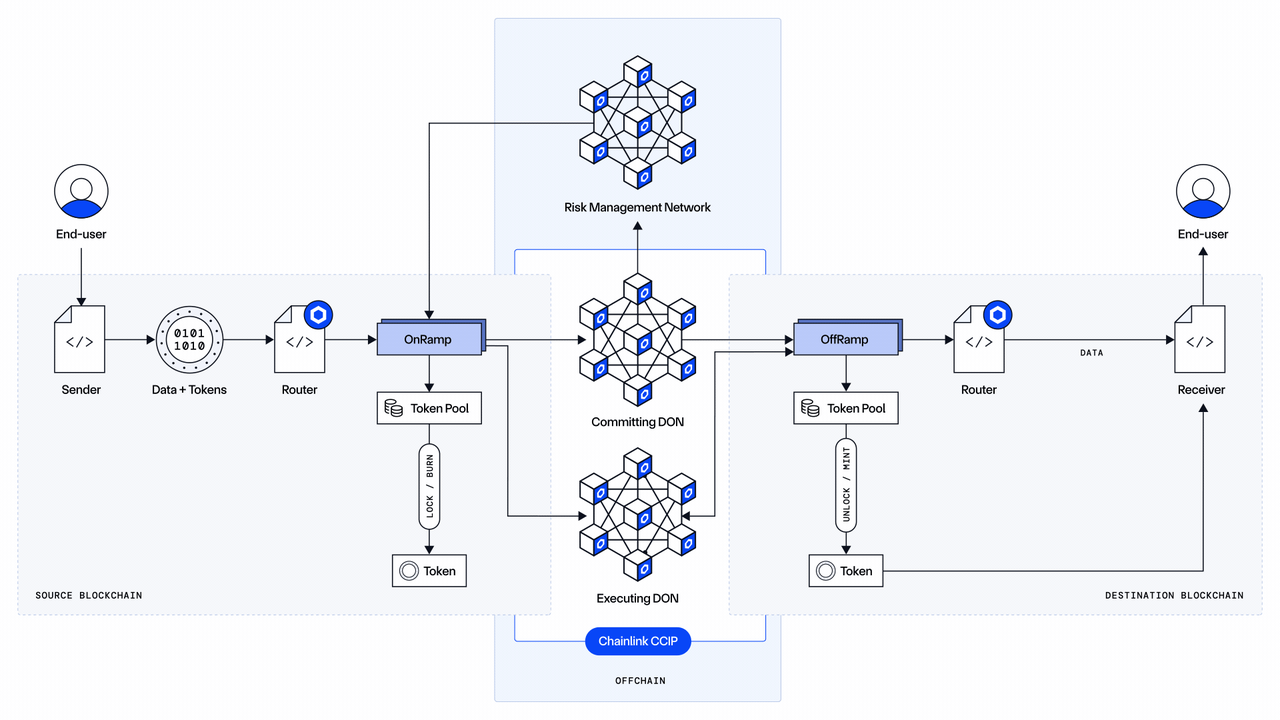 Risk Management Network
End-user
End-user
</>
Sender
0101
1010
Data + Tokens
</>
Router
OnRamp
Token Pool
LOCK / BURN
Token
SOURCE BLOCKCHAIN
Committing DON
Executing DON
Chainlink CCIP
OFFCHAIN
OffRamp
Token Pool
UNLOCK / MINT
Token
</>
Router
DATA
</>
Receiver
DESTINATION BLOCKCHAIN